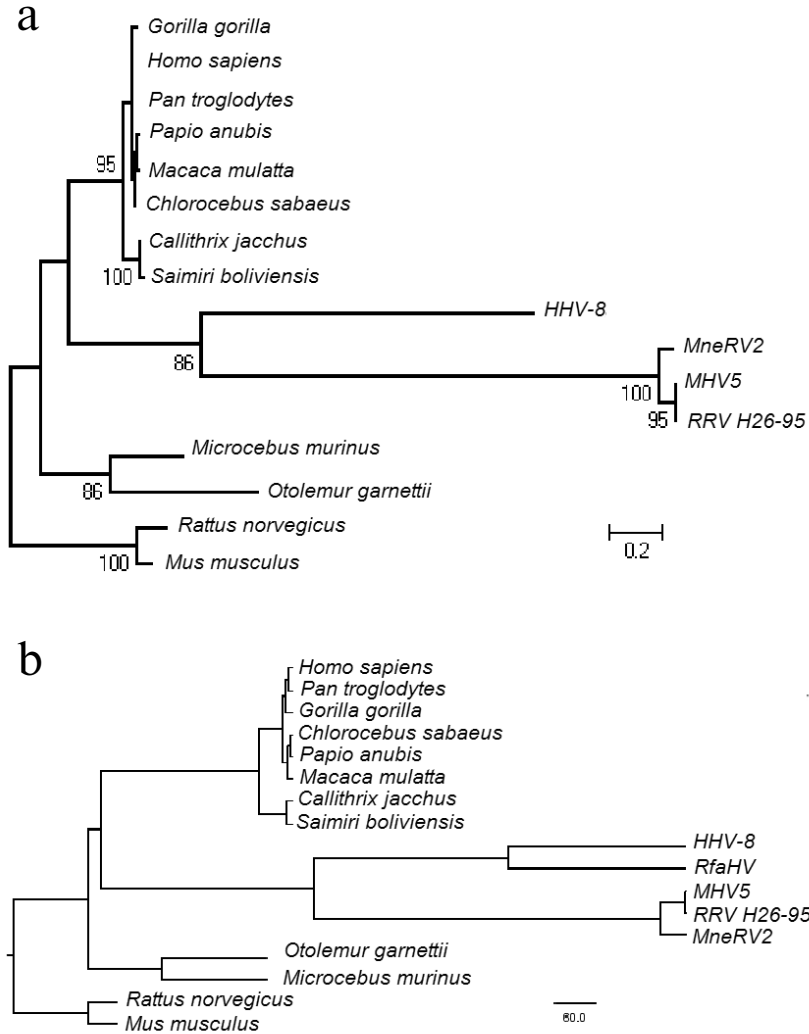 a
Gorilla gorilla
Homo sapiens
Pan troglodytes
Papio anubis
95
Macaca mulatta
Chlorocebus sabaeus
Callithrix jacchus
100
Saimiri boliviensis
HHV-8
86
MneRV2
100
MHV5
95
RRV H26-95
Microcebus murinus
86
Otolemur garnettii
Rattus norvegicus
100
Mus musculus
0.2
b
Homo sapiens
Pan troglodytes
Gorilla gorilla
Chlorocebus sabaeus
Papio anubis
Macaca mulatta
Callithrix jacchus
Saimiri boliviensis
HHV-8
RfaHV
MHV5
RRV H26-95
MneRV2
Otolemur garnettii
Microcebus murinus
Rattus norvegicus
Mus musculus
60.0